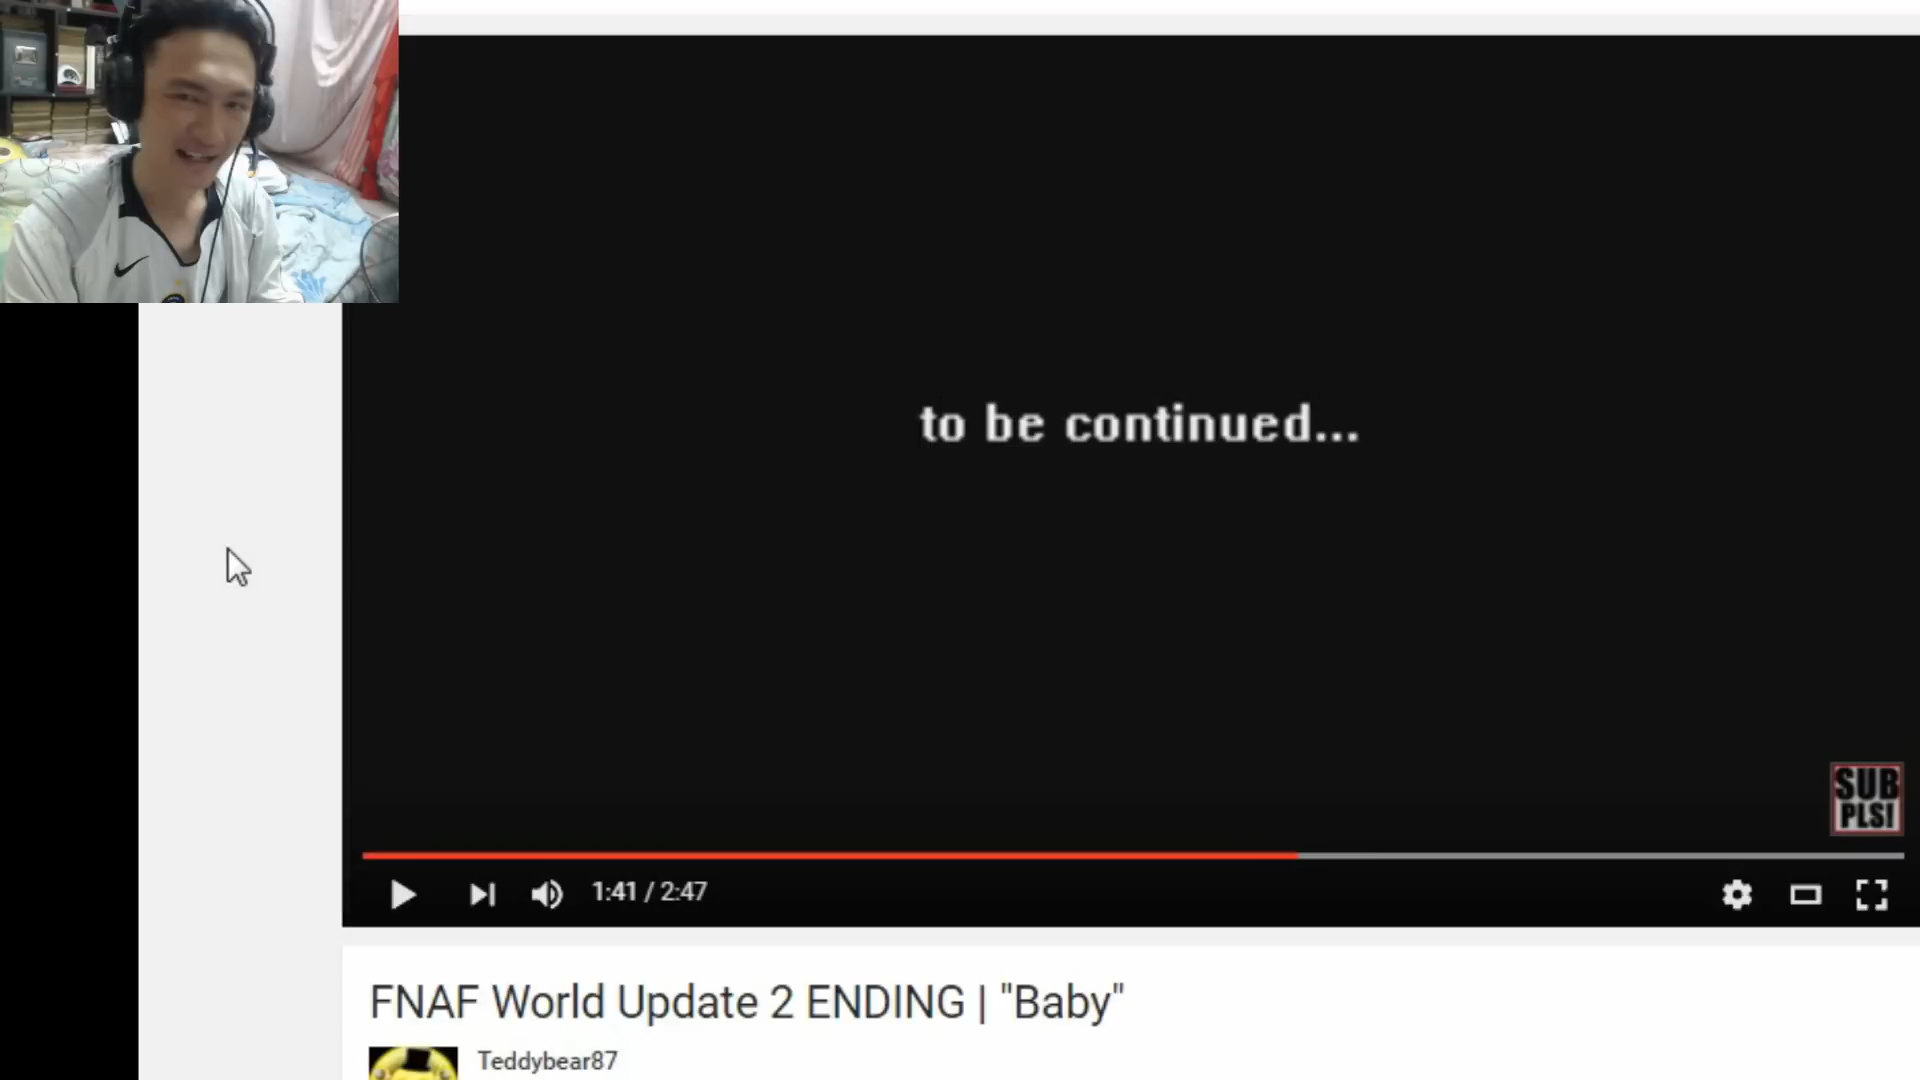 to be continued...
SUB
PLS!
1:41 / 2:47
FNAF World Update 2 ENDING | "Baby"
Teddybear87